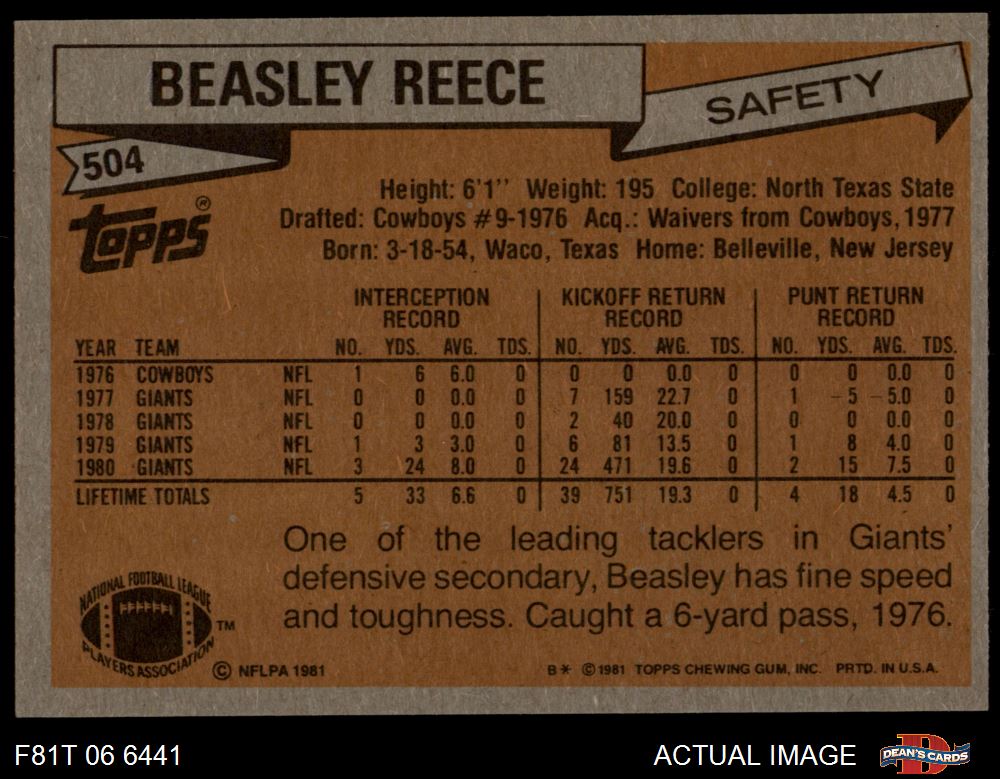 BEASLEY REECE
SAFETY
504
Topps®
Height: 6'1'' Weight: 195 College: North Texas State
Drafted: Cowboys #9-1976 Acq.: Waivers from Cowboys, 1977
Born: 3-18-54, Waco, Texas Home: Belleville, New Jersey
INTERCEPTION RECORD KICKOFF RETURN RECORD PUNT RETURN RECORD
YEAR TEAM NO. YDS. AVG. TDS. NO. YDS. AVG. TDS. NO. YDS. AVG. TDS.
1976 COWBOYS NFL 1 6 6.0 0 0 0 0.0 0 0 0 0.0 0
1977 GIANTS NFL 0 0 0.0 0 7 159 22.7 0 1 -5 -5.0 0
1978 GIANTS NFL 0 0 0.0 0 2 40 20.0 0 0 0 0.0 0
1979 GIANTS NFL 1 3 3.0 0 6 81 13.5 0 1 8 4.0 0
1980 GIANTS NFL 3 24 8.0 0 24 471 19.6 0 2 15 7.5 0
LIFETIME TOTALS 5 33 6.6 0 39 751 19.3 0 4 18 4.5 0
One of the leading tacklers in Giants'
defensive secondary, Beasley has fine speed
and toughness. Caught a 6-yard pass, 1976.
NATIONAL FOOTBALL LEAGUE
PLAYERS ASSOCIATION
TM
© NFLPA 1981
B* ©1981 TOPPS CHEWING GUM, INC. PRTD. IN U.S.A.
F81T 06 6441
ACTUAL IMAGE
DEAN'S CARDS